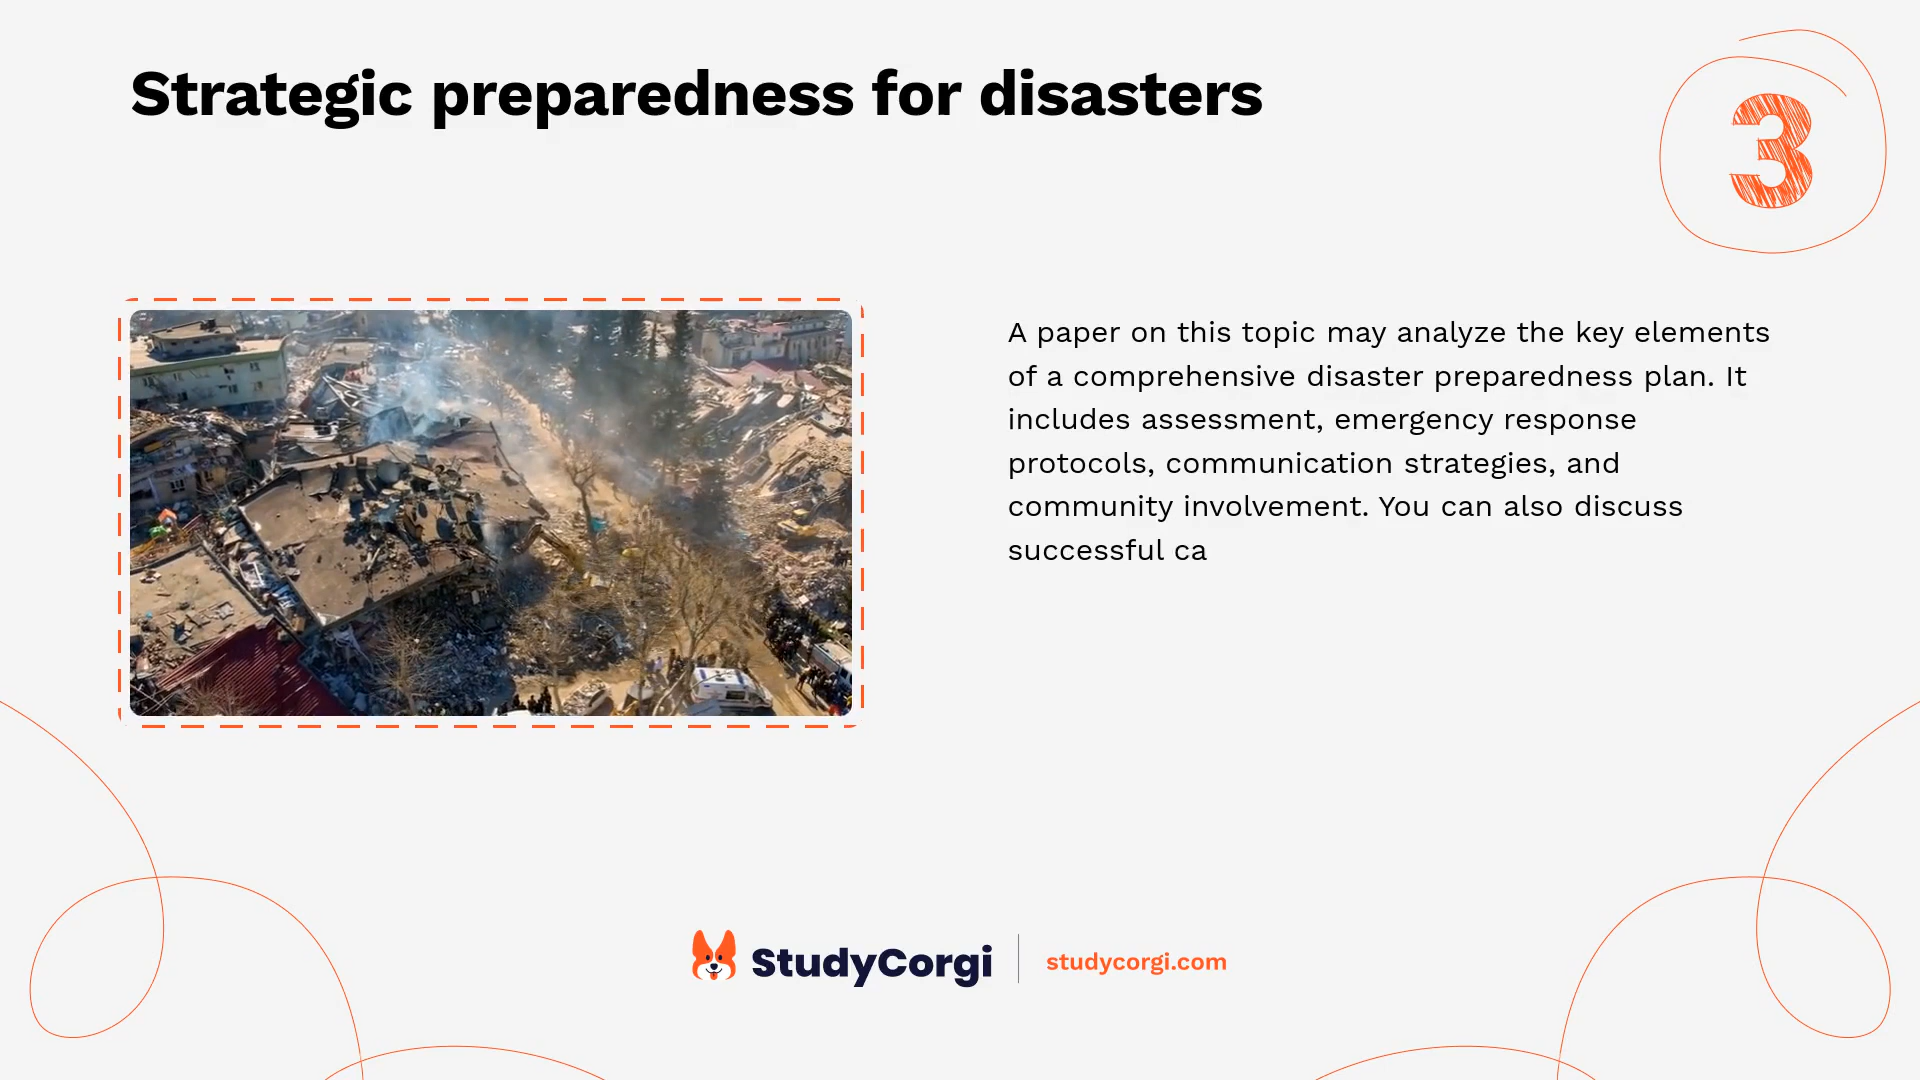 Strategic preparedness for disasters
3
A paper on this topic may analyze the key elements
of a comprehensive disaster preparedness plan. It
includes assessment, emergency response
protocols, communication strategies, and
community involvement. You can also discuss
successful ca
StudyCorgi
studycorgi.com